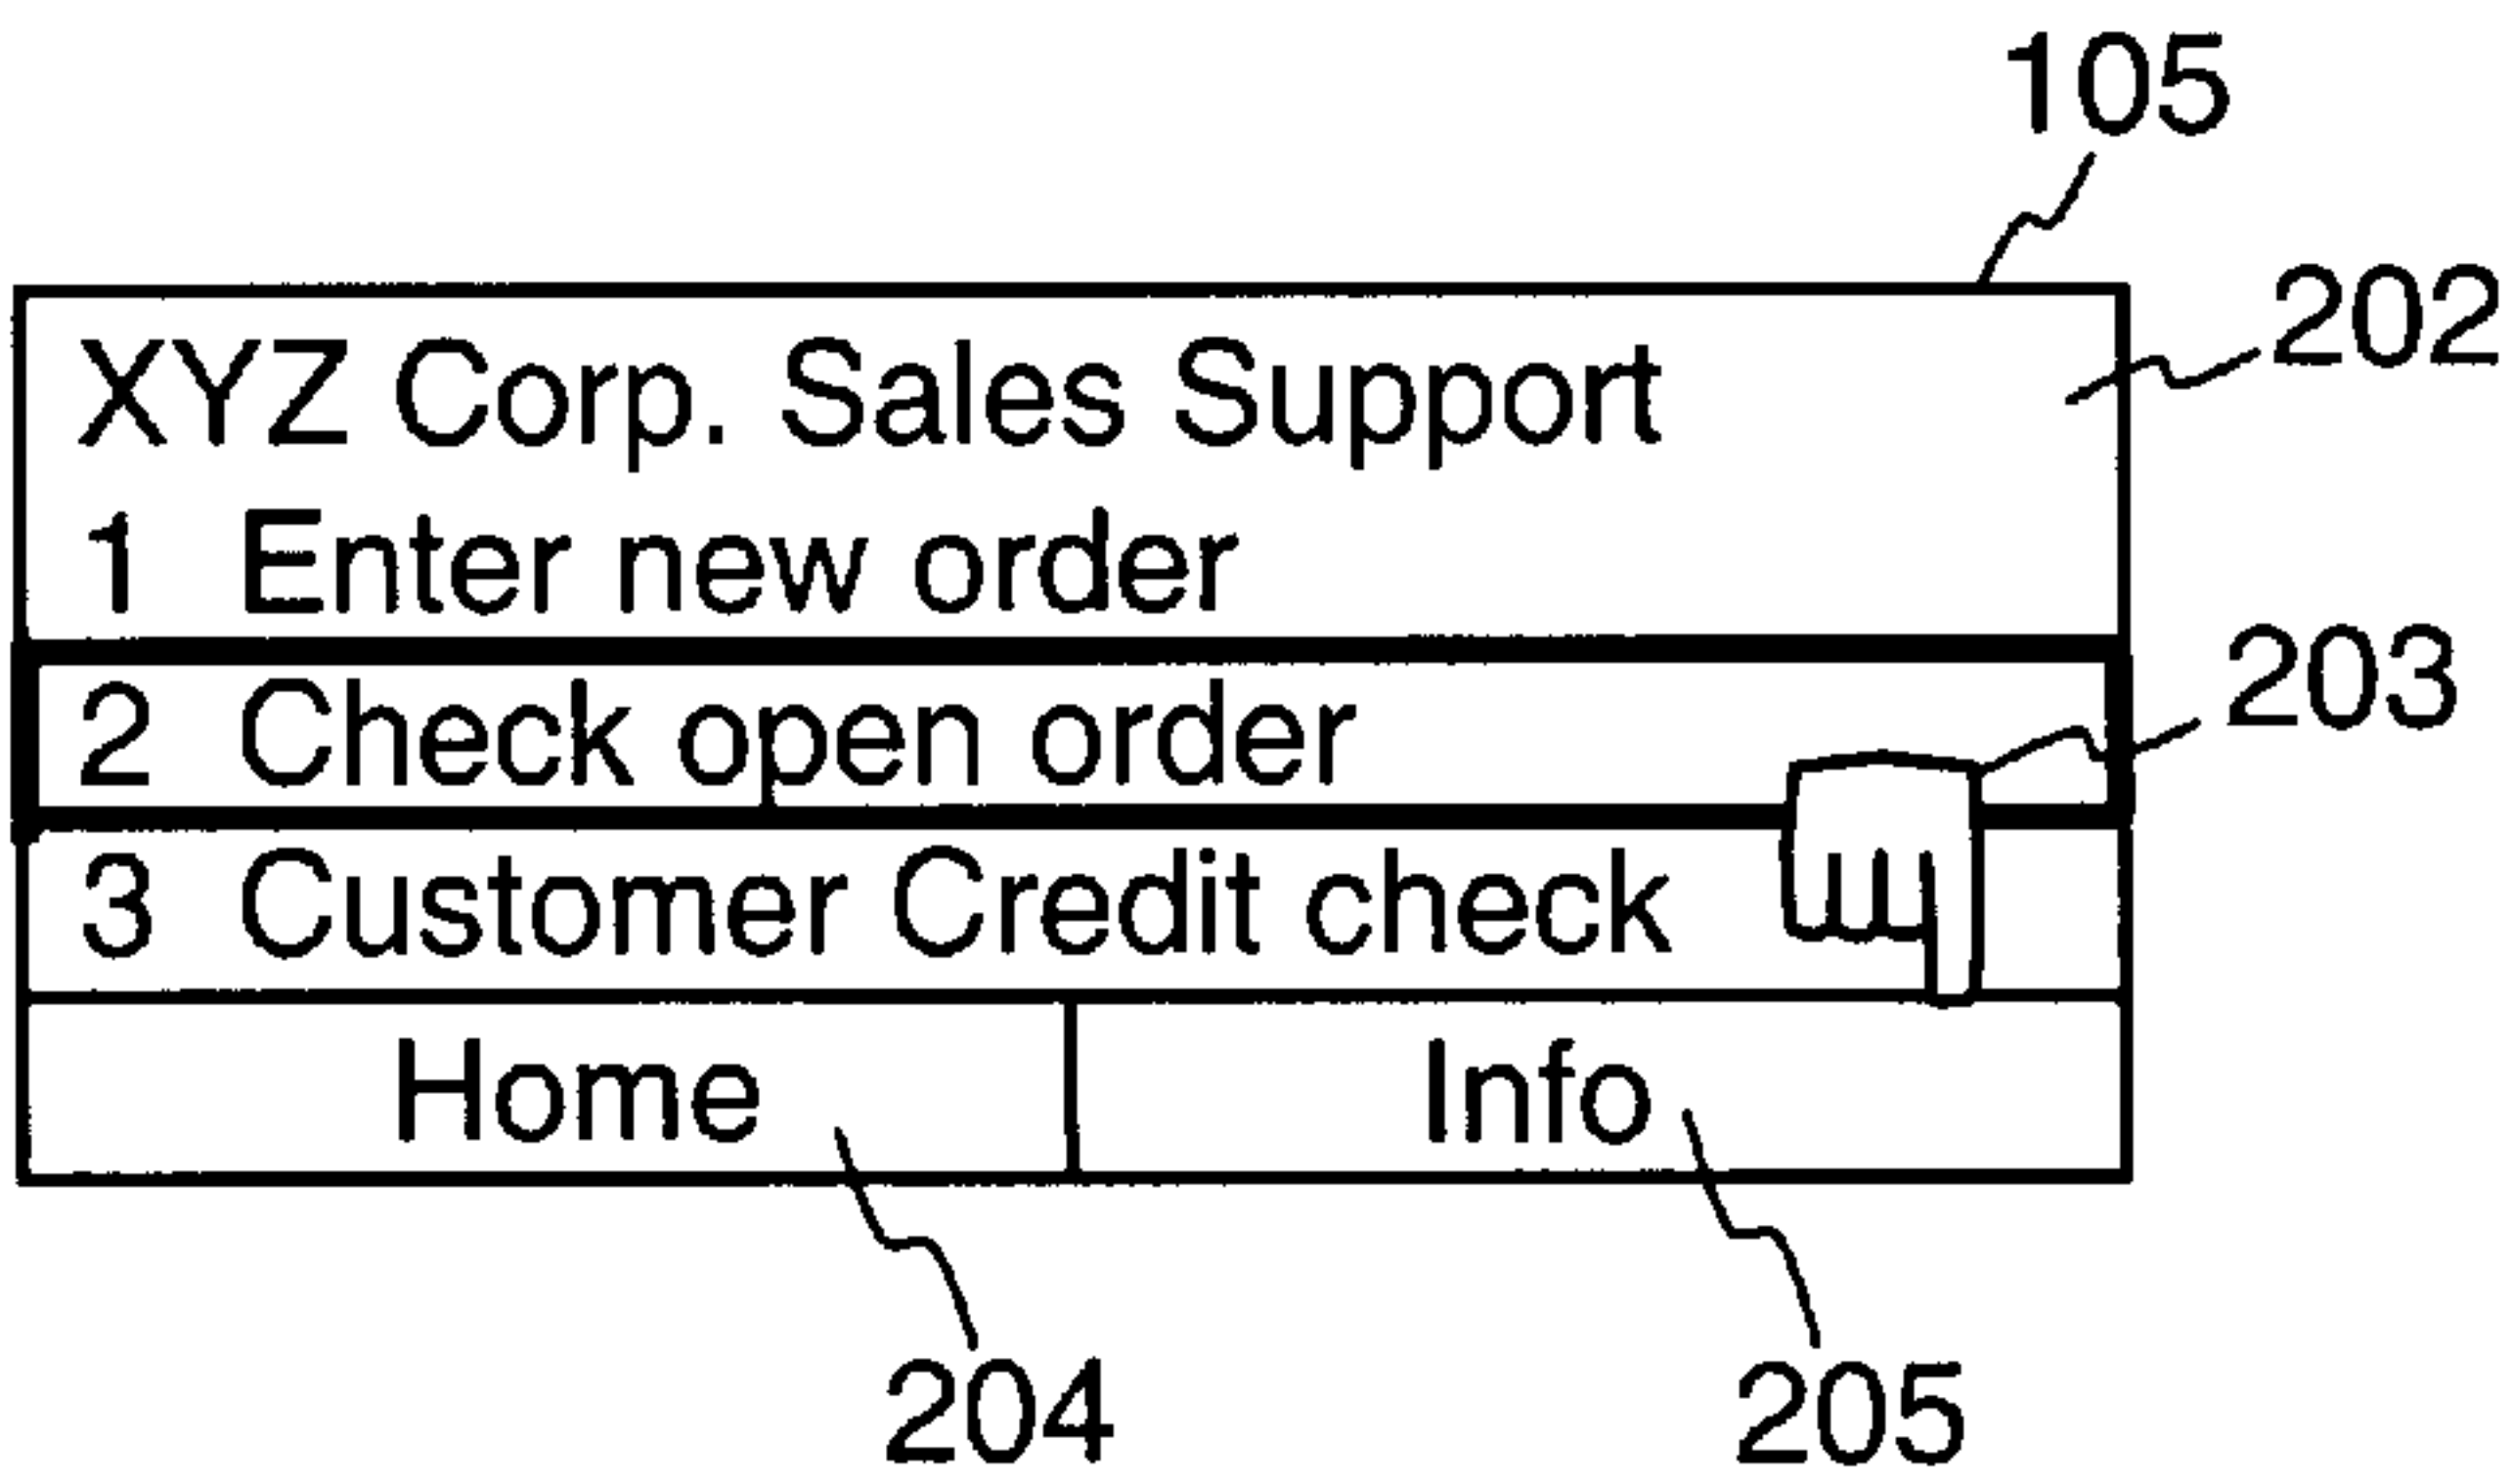 105
202
XYZ Corp. Sales Support
1 Enter new order
203
2 Check open order
3 Customer Credit check
Home Info
204 205